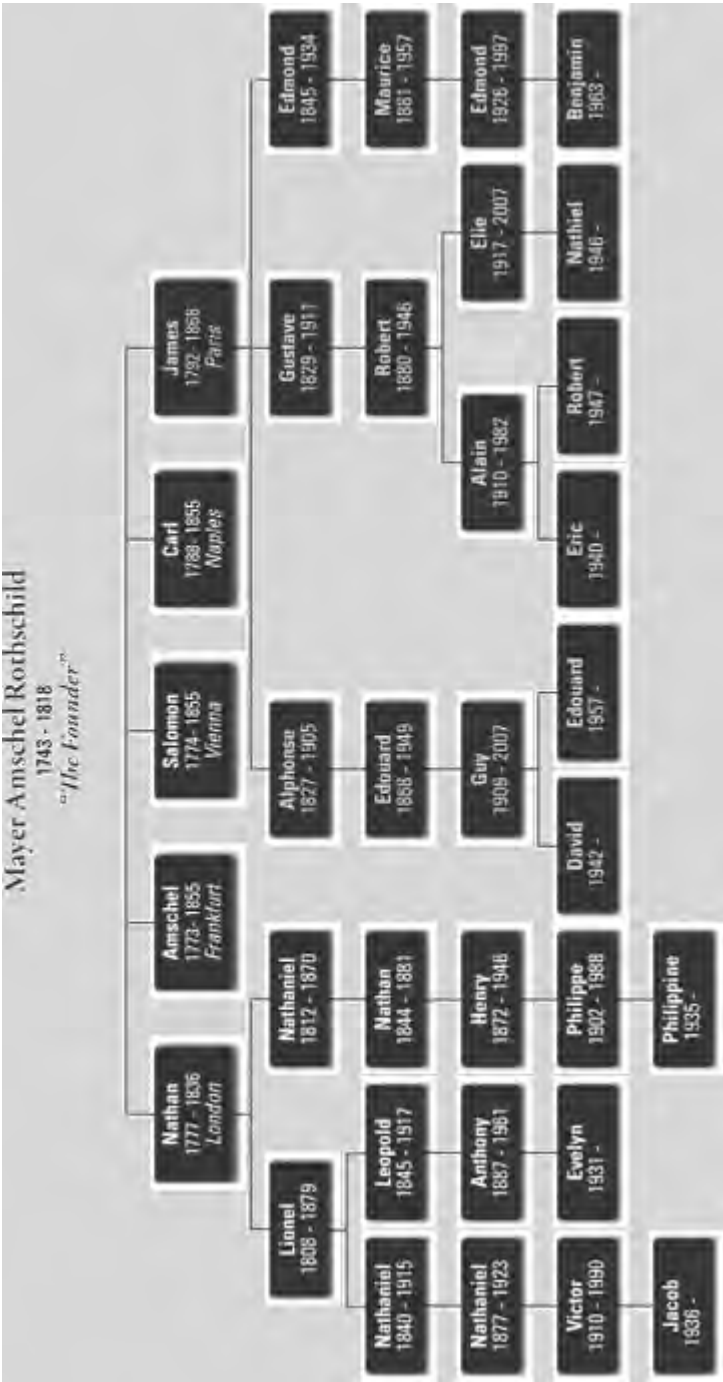 Mayer Amschel Rothschild
1743 - 1818
"The Founder"
Nathan
1777 - 1836
London
Amschel
1773- 1855
Frankfurt
Salomon
1774- 1855
Vienna
Carl
1788- 1855
Naples
James
1792- 1868
Paris
Lionel
1808 - 1879
Nathaniel
1812 - 1870
Alphonse
1827 - 1905
Gustave
1829 - 1911
Edmond
1845 - 1934
Nathaniel
1840 - 1915
Leopold
1845 - 1917
Nathan
1844 - 1881
Edouard
1868 - 1949
Robert
1880 - 1946
Maurice
1881 - 1957
Nathaniel
1877 - 1923
Anthony
1887 - 1961
Henry
1872 - 1946
Guy
1909 - 2007
Alain
1910 - 1982
Elie
1917 - 2007
Edmond
1926 - 1997
Victor
1910 - 1990
Evelyn
1931 -
Philippe
1902 - 1988
David
1942 -
Edouard
1957 -
Eric
1940 -
Robert
1947 -
Nathiel
1946 -
Benjamin
1963 -
Jacob
1936 -
Philippine
1935 -